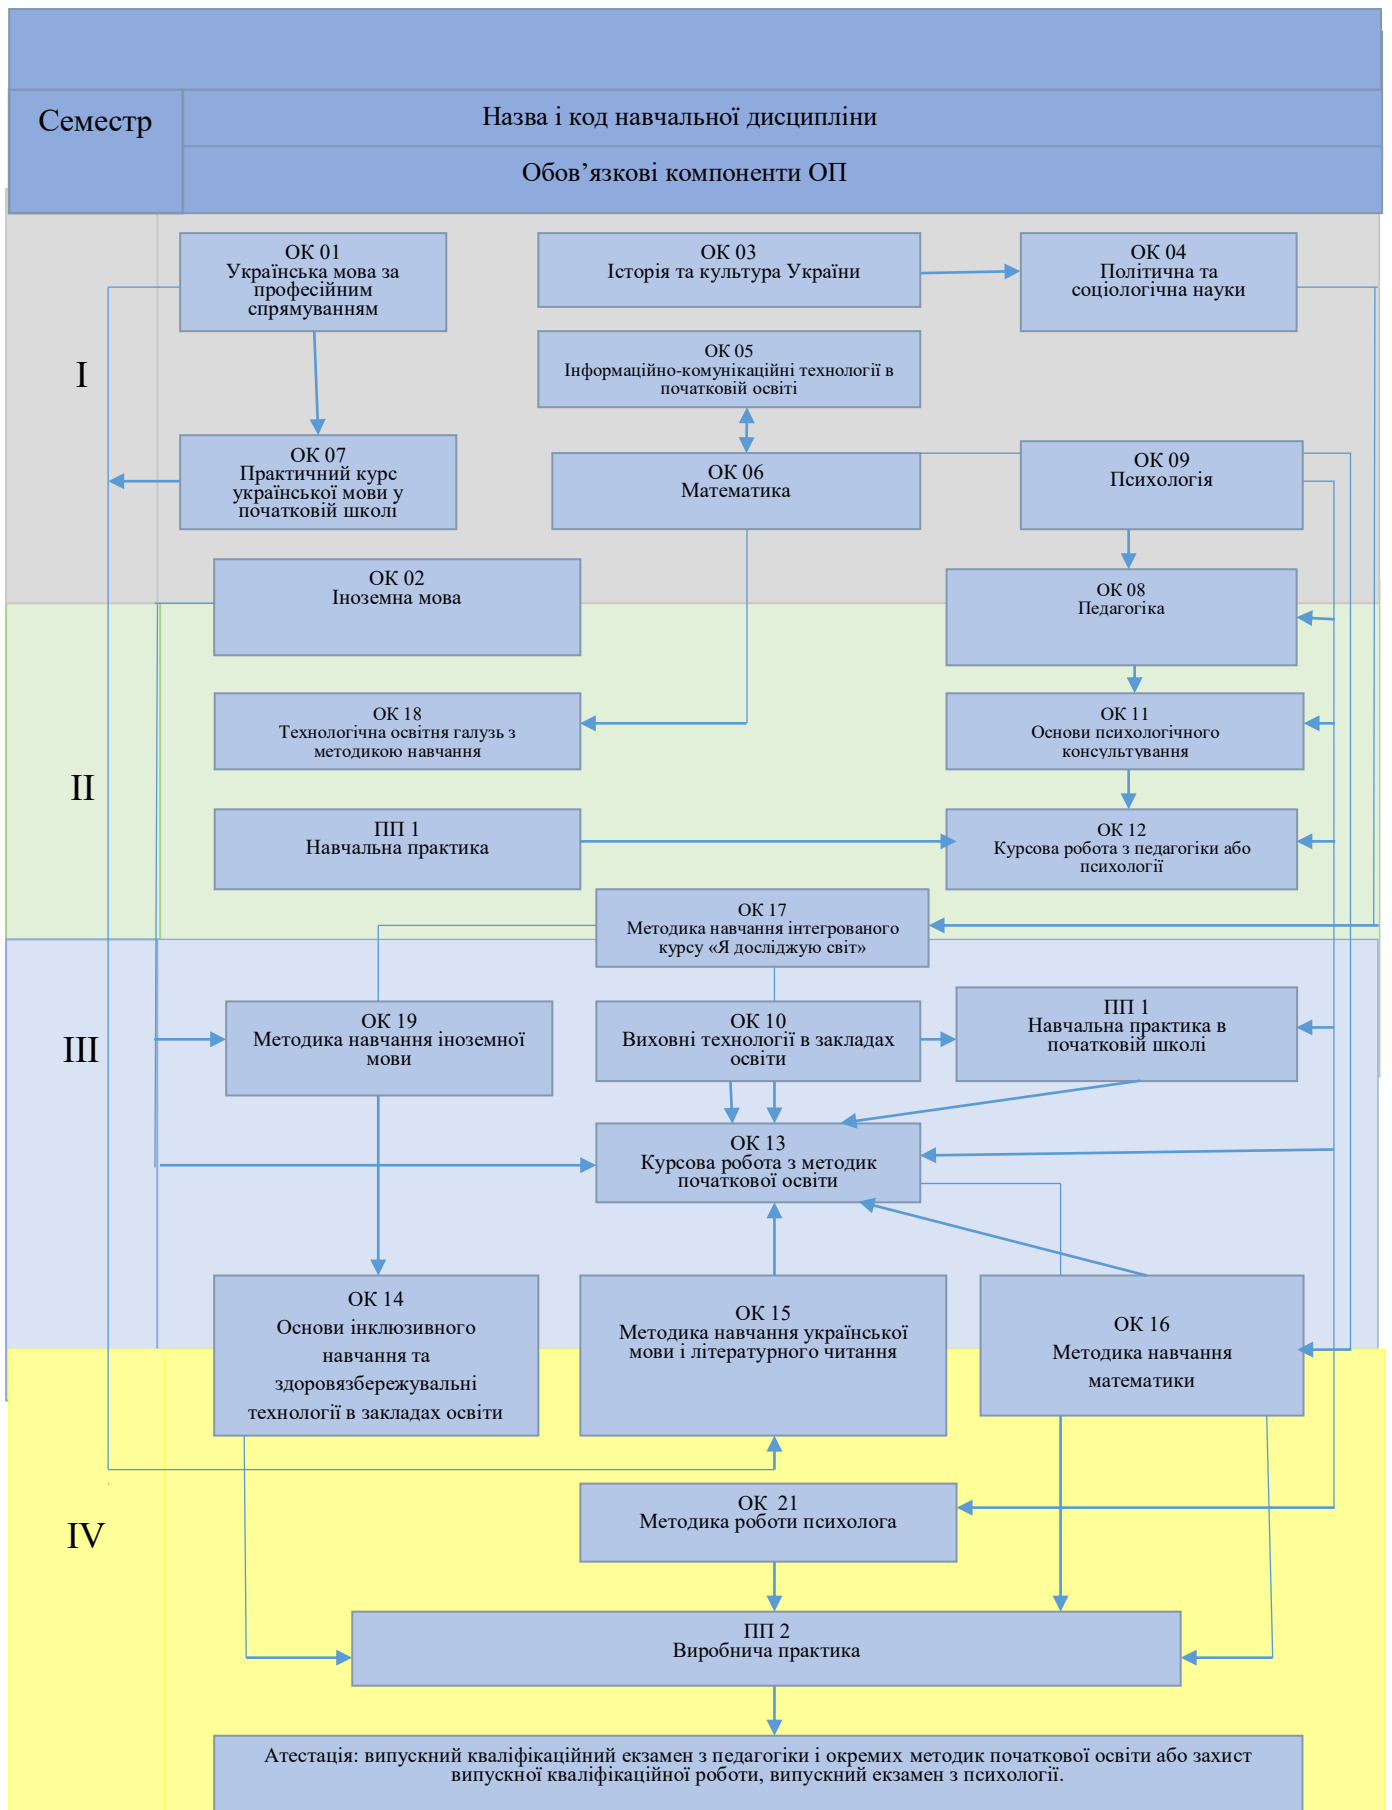 Семестр
Назва і код навчальної дисципліни
Обов’язкові компоненти ОП
I
ОК 01
Українська мова за
професійним
спрямуванням
ОК 03
Історія та культура України
ОК 04
Політична та
соціологічна науки
ОК 05
Інформаційно-комунікаційні технології в
початковій освіті
ОК 07
Практичний курс
української мови у
початковій школі
ОК 06
Математика
ОК 09
Психологія
ОК 02
Іноземна мова
ОК 08
Педагогіка
II
ОК 18
Технологічна освітня галузь з
методикою навчання
ОК 11
Основи психологічного
консультування
ПП 1
Навчальна практика
ОК 12
Курсова робота з педагогіки або
психології
ОК 17
Методика навчання інтегрованого
курсу «Я досліджую світ»
III
ОК 19
Методика навчання іноземної
мови
ОК 10
Виховні технології в закладах
освіти
ПП 1
Навчальна практика в
початковій школі
ОК 13
Курсова робота з методик
початкової освіти
ОК 14
Основи інклюзивного
навчання та
здоровязбережувальні
технології в закладах освіти
ОК 15
Методика навчання української
мови і літературного читання
ОК 16
Методика навчання
математики
IV
ОК  21
Методика роботи психолога
ПП 2
Виробнича практика
Атестація: випускний кваліфікаційний екзамен з педагогіки і окремих методик початкової освіти або захист
випускної кваліфікаційної роботи, випускний екзамен з психології.